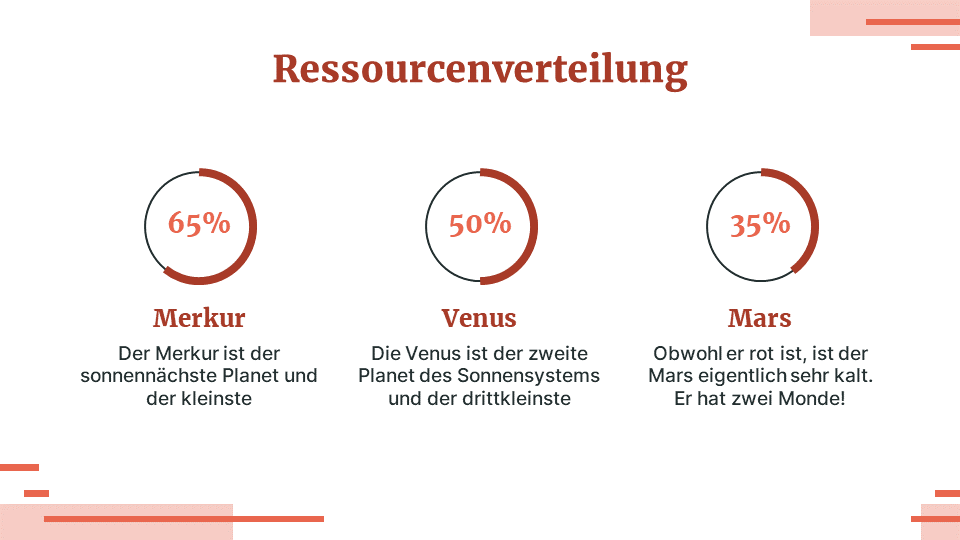 Ressourcenverteilung
65%
50%
35%
Merkur
Der Merkur ist der
sonnennächste Planet und
der kleinste
Venus
Die Venus ist der zweite
Planet des Sonnensystems
und der drittkleinste
Mars
Obwohl er rot ist, ist der
Mars eigentlich sehr kalt.
Er hat zwei Monde!